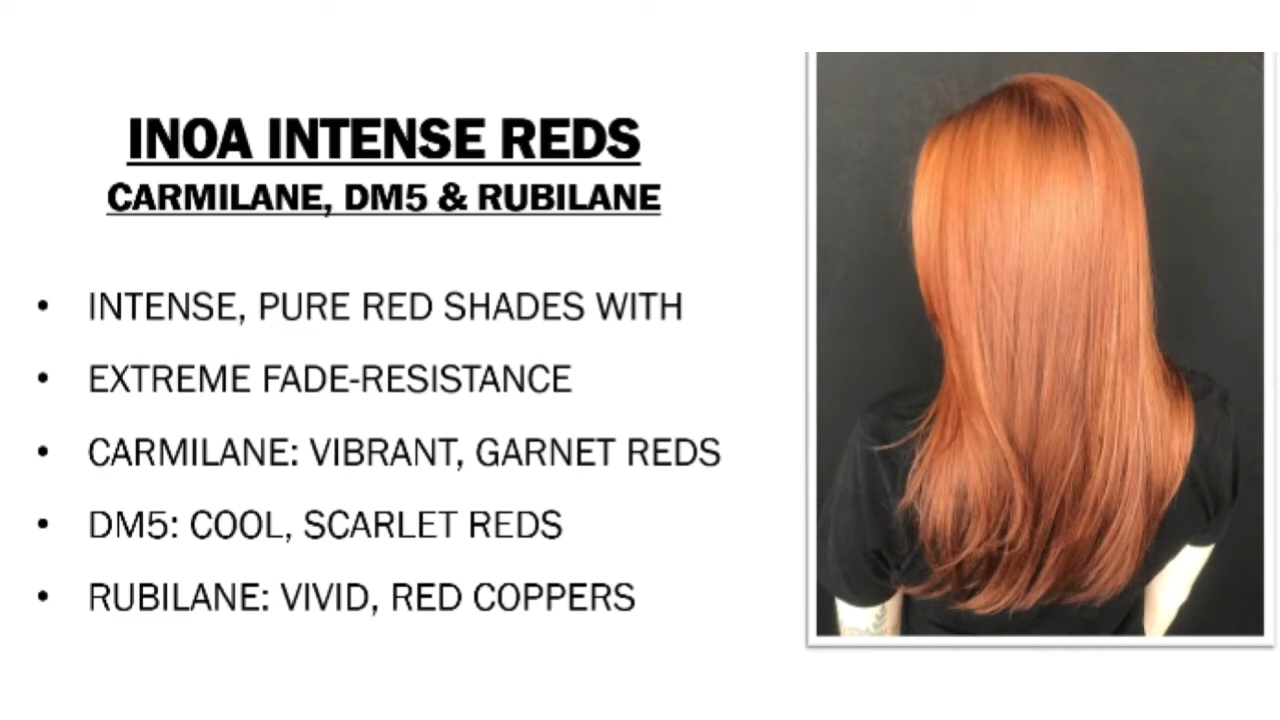 INOA INTENSE REDS
CARMILANE, DM5 & RUBILANE
• INTENSE, PURE RED SHADES WITH
• EXTREME FADE-RESISTANCE
• CARMILANE: VIBRANT, GARNET REDS
• DM5: COOL, SCARLET REDS
• RUBILANE: VIVID, RED COPPERS